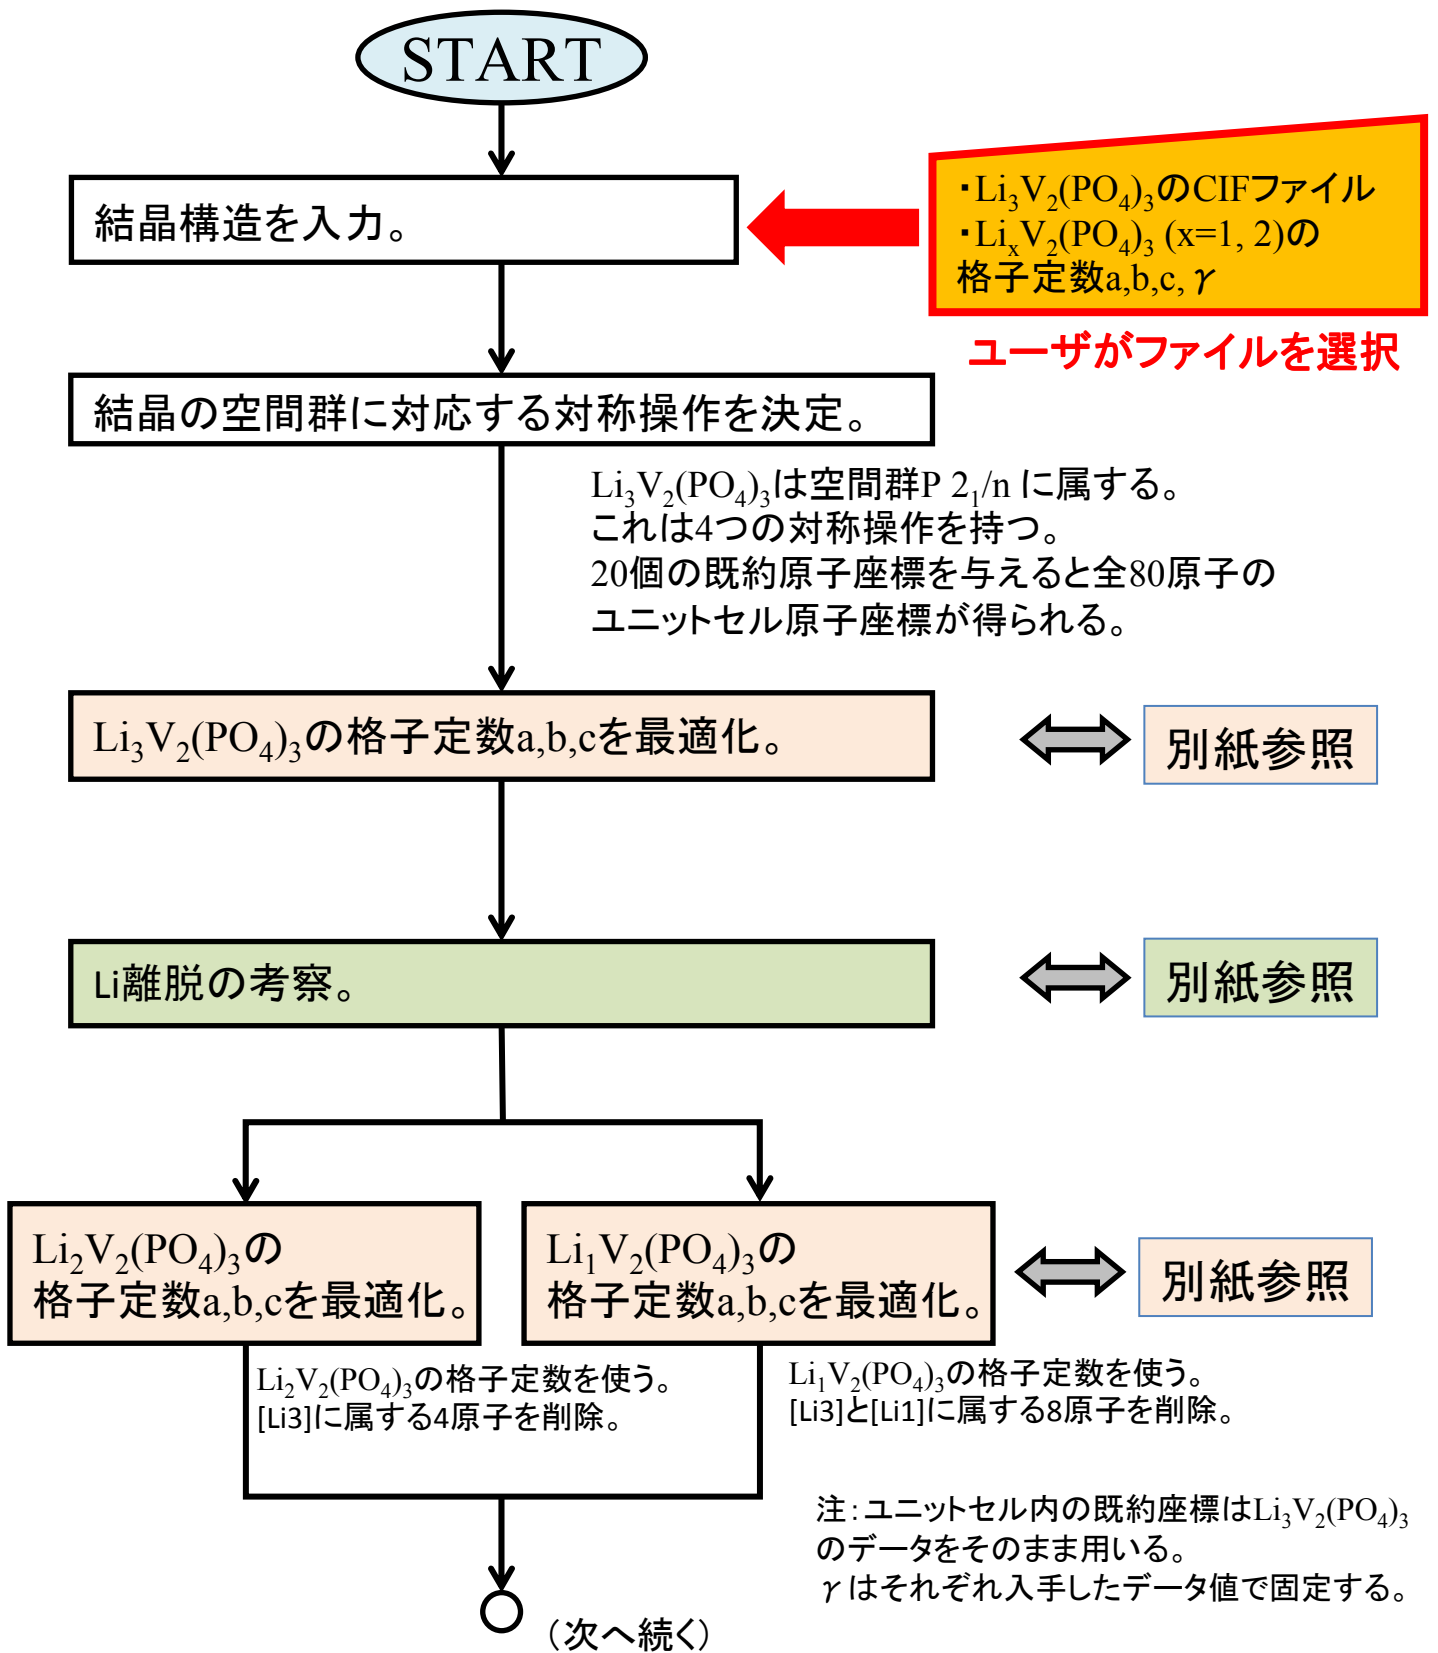 START
結晶構造を入力。
・Li₃V₂(PO₄)₃のCIFファイル
・LiₓV₂(PO₄)₃ (x=1, 2)の
格子定数a,b,c, γ
ユーザがファイルを選択
結晶の空間群に対応する対称操作を決定。
Li₃V₂(PO₄)₃は空間群P 2₁/n に属する。
これは4つの対称操作を持つ。
20個の既約原子座標を与えると全80原子の
ユニットセル原子座標が得られる。
Li₃V₂(PO₄)₃の格子定数a,b,cを最適化。
別紙参照
Li離脱の考察。
別紙参照
Li₂V₂(PO₄)₃の
格子定数a,b,cを最適化。
Li₁V₂(PO₄)₃の
格子定数a,b,cを最適化。
別紙参照
Li₂V₂(PO₄)₃の格子定数を使う。
[Li3]に属する4原子を削除。
Li₁V₂(PO₄)₃の格子定数を使う。
[Li3]と[Li1]に属する8原子を削除。
注：ユニットセル内の既約座標はLi₃V₂(PO₄)₃
のデータをそのまま用いる。
γはそれぞれ入手したデータ値で固定する。
（次へ続く）